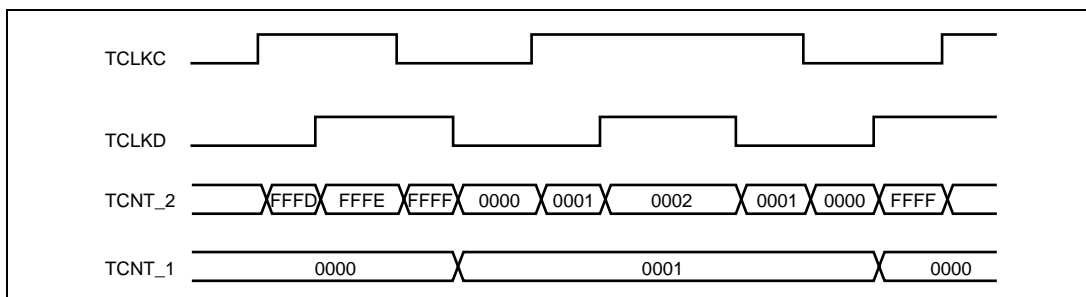 TCLKC
TCLKD
TCNT_2 FFFD FFFE FFFF 0000 0001 0002 0001 0000 FFFF
TCNT_1 0000 0001 0000